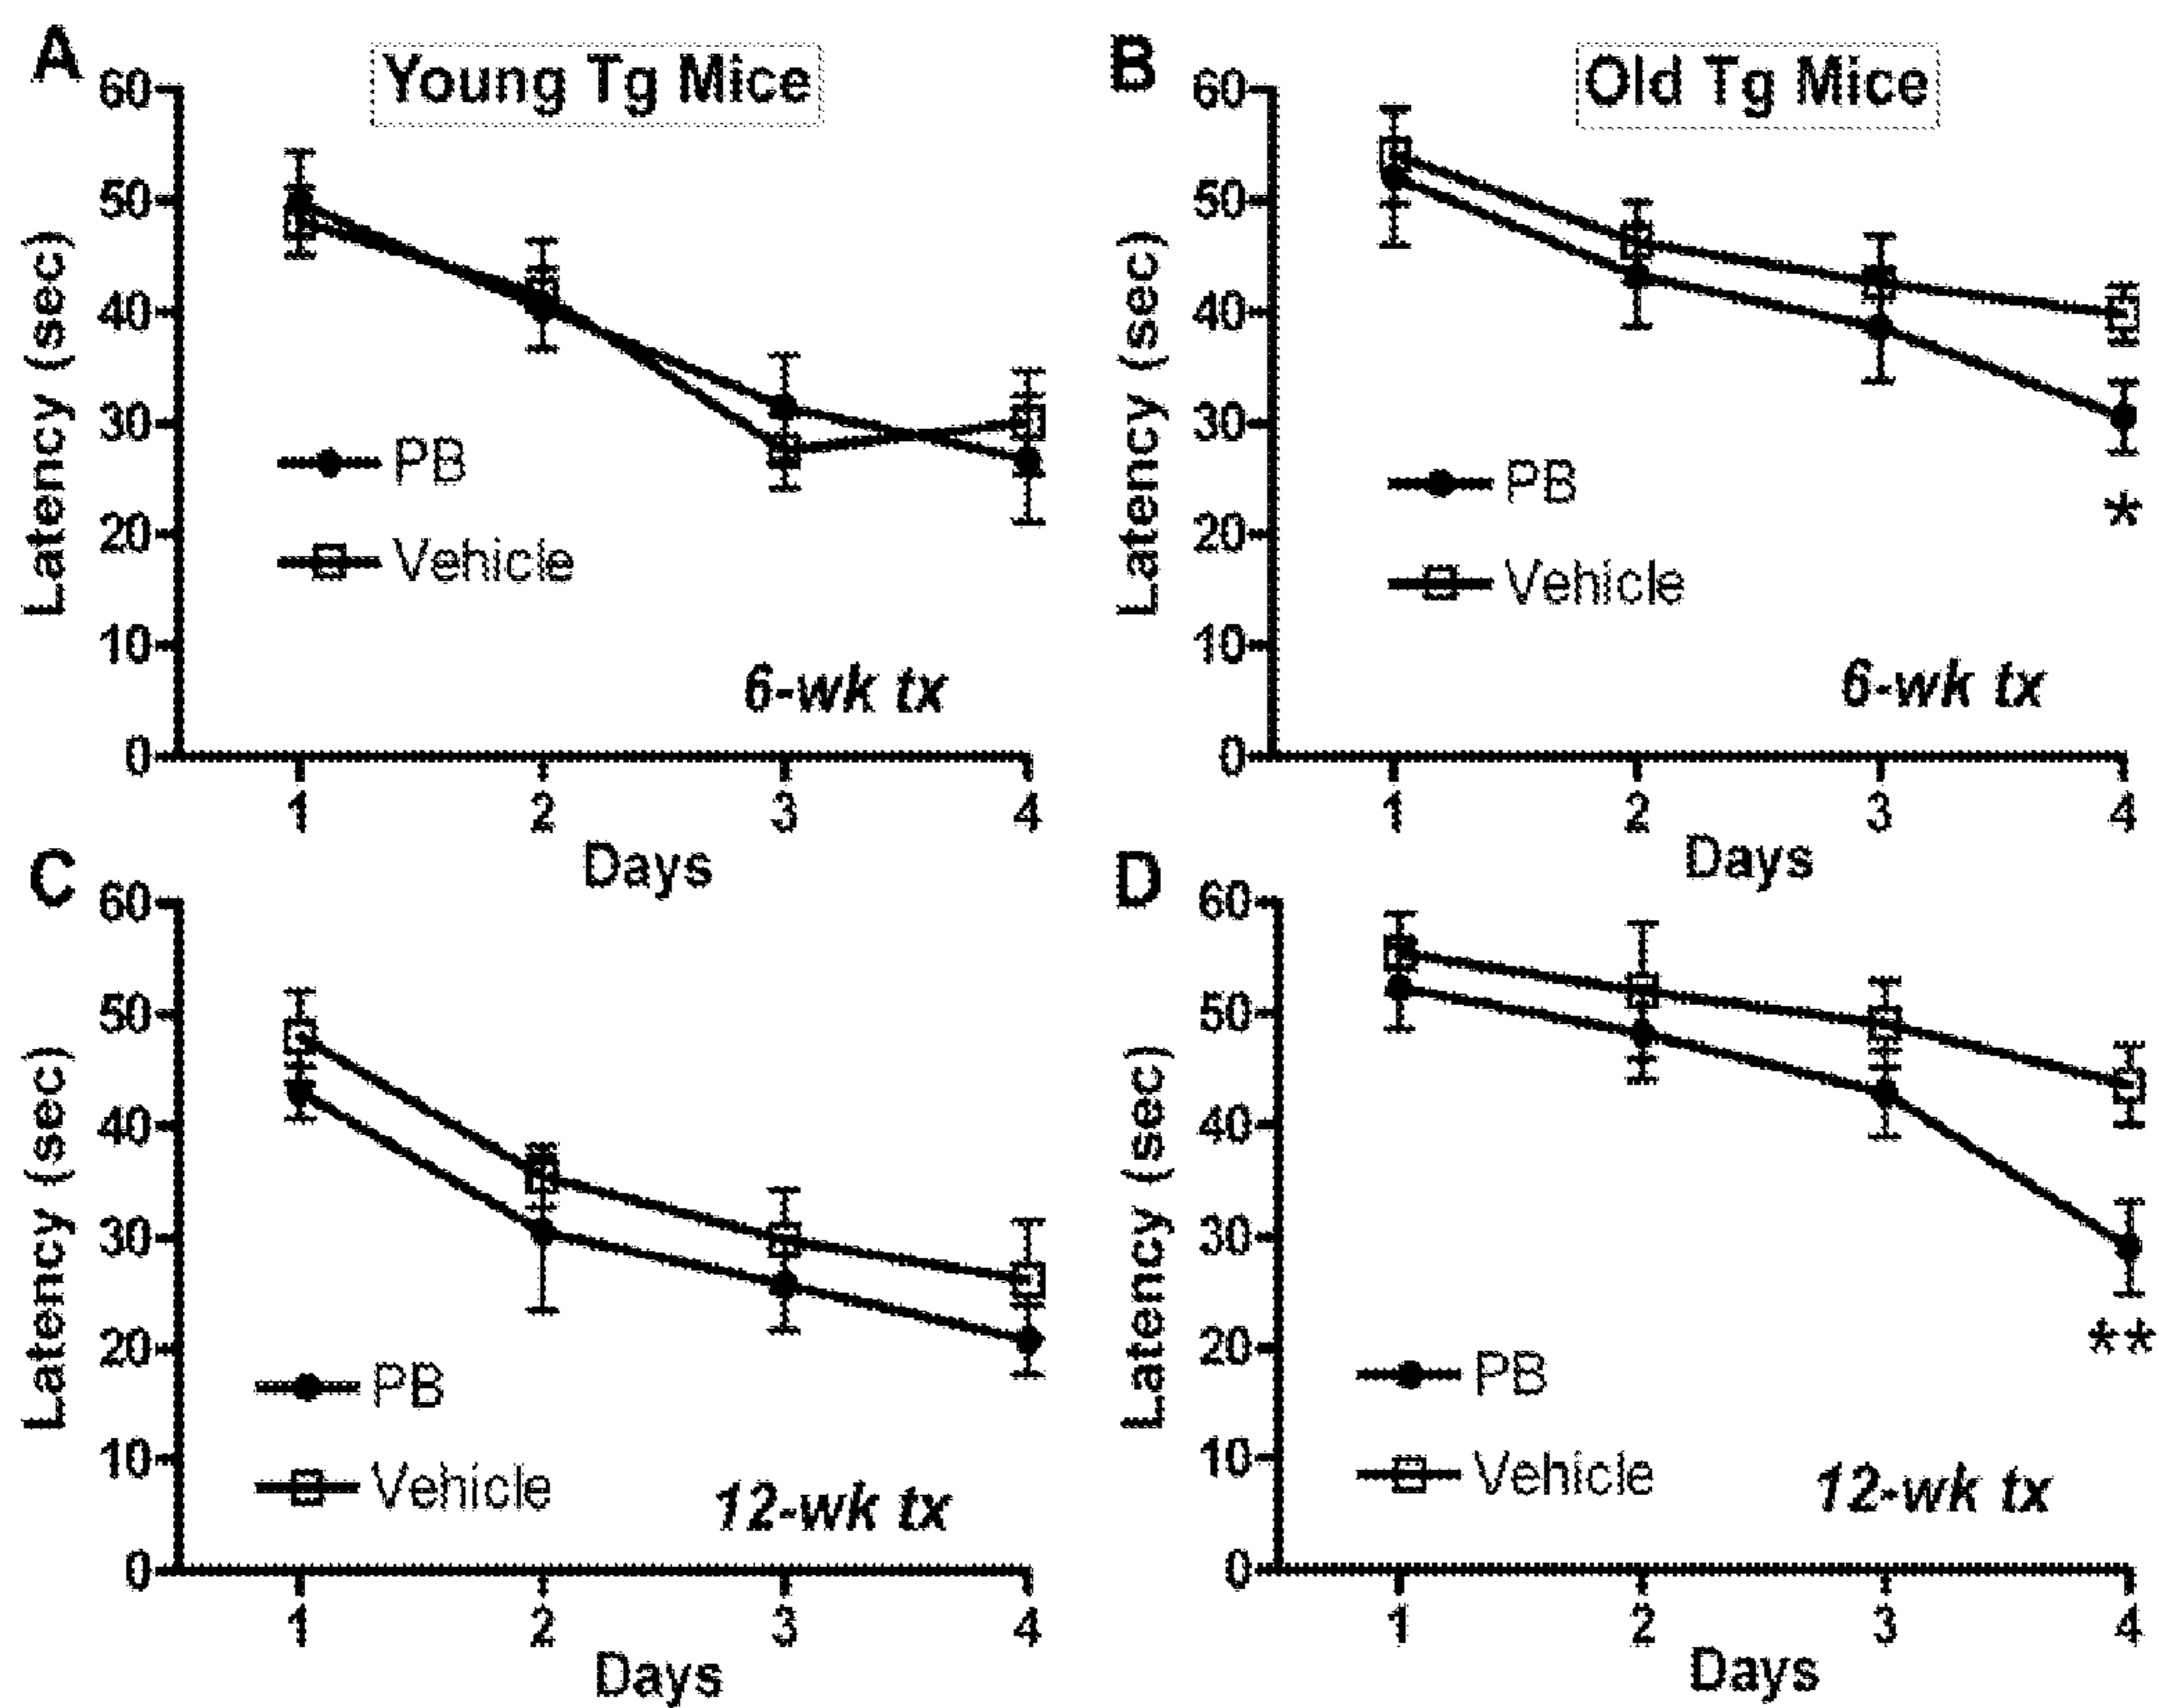 A
Young Tg Mice
60
50
40
30
20
10
0
Latency (sec)
PB
Vehicle
6-wk tx
1 2 3 4
Days
B
Old Tg Mice
60
50
40
30
20
10
0
Latency (sec)
PB
Vehicle
*
6-wk tx
1 2 3 4
Days
C
60
50
40
30
20
10
0
Latency (sec)
PB
Vehicle
12-wk tx
1 2 3 4
Days
D
60
50
40
30
20
10
0
Latency (sec)
PB
Vehicle
**
12-wk tx
1 2 3 4
Days